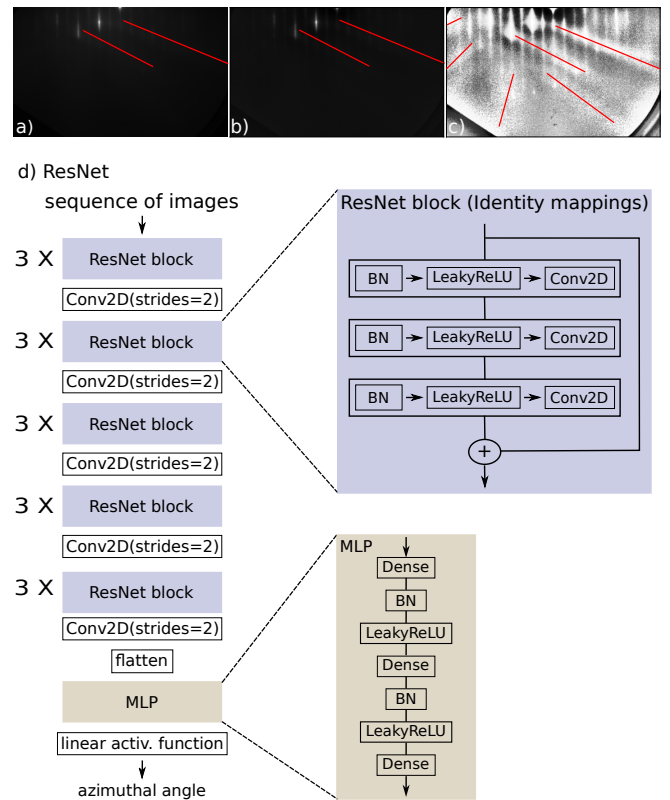 a)
b)
c)
d) ResNet
sequence of images
3 X
ResNet block
Conv2D(strides=2)
3 X
ResNet block
Conv2D(strides=2)
3 X
ResNet block
Conv2D(strides=2)
3 X
ResNet block
Conv2D(strides=2)
3 X
ResNet block
Conv2D(strides=2)
flatten
MLP
linear activ. function
azimuthal angle
ResNet block (Identity mappings)
BN LeakyReLU Conv2D
BN LeakyReLU Conv2D
BN LeakyReLU Conv2D
+
MLP
Dense
BN
LeakyReLU
Dense
BN
LeakyReLU
Dense